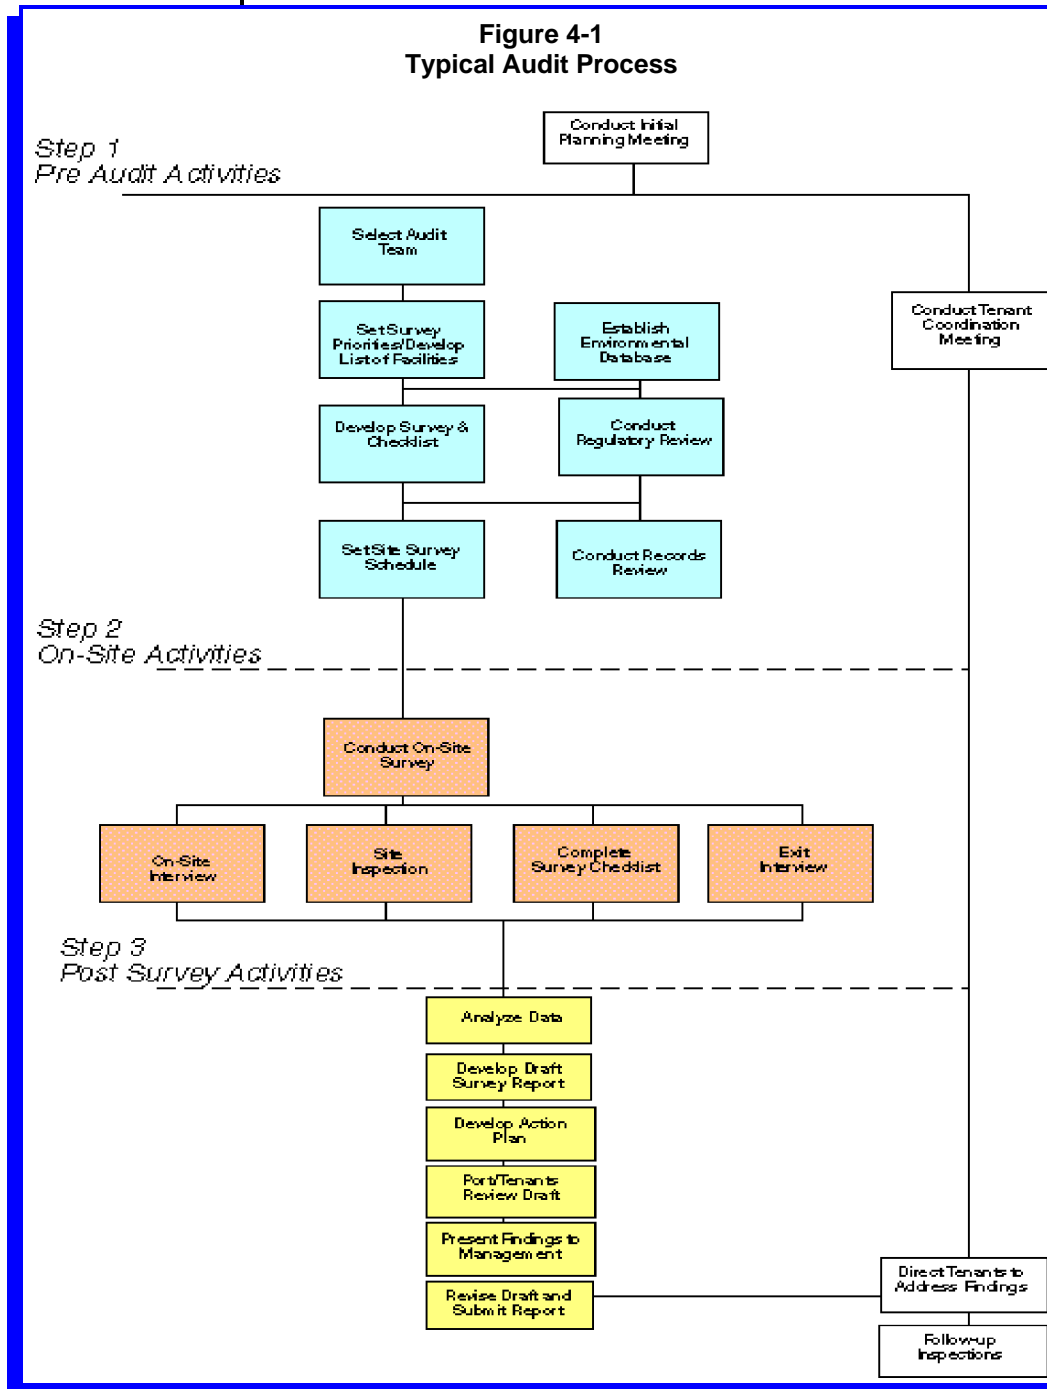 Figure 4-1
Typical Audit Process
Conduct Initial
Planning Meeting
Step 1
Pre Audit Activities
Select Audit
Team
Conduct Tenant
Coordination
Meeting
Set Survey
Priorities/Develop
List of Facilities
Establish
Environmental
Database
Develop Survey &
Checklist
Conduct
Regulatory Review
Set Site Survey
Schedule
Conduct Records
Review
Step 2
On-Site Activities
Conduct On-Site
Survey
On-Site
Interview
Site
Inspection
Complete
Survey Checklist
Exit
Interview
Step 3
Post Survey Activities
Analyze Data
Develop Draft
Survey Report
Develop Action
Plan
Port/Tenants
Review Draft
Present Findings to
Management
Direct Tenants to
Address Findings
Revise Draft and
Submit Report
Follow-up
Inspections